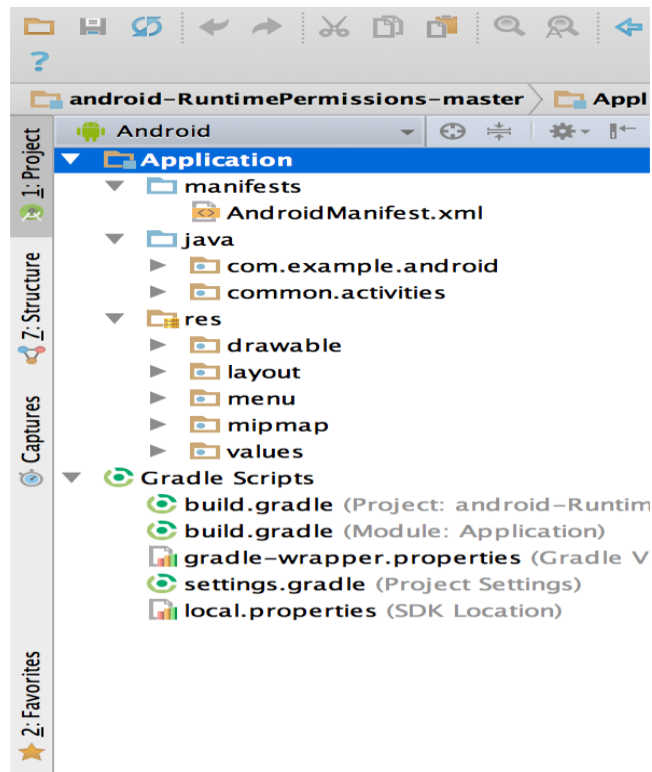 ?
android-RuntimePermissions-master Appl
Android
Application
manifests
AndroidManifest.xml
java
com.example.android
common.activities
res
drawable
layout
menu
mipmap
values
Gradle Scripts
build.gradle (Project: android-Runtim
build.gradle (Module: Application)
gradle-wrapper.properties (Gradle V
settings.gradle (Project Settings)
local.properties (SDK Location)
1: Project
7: Structure
Captures
2: Favorites